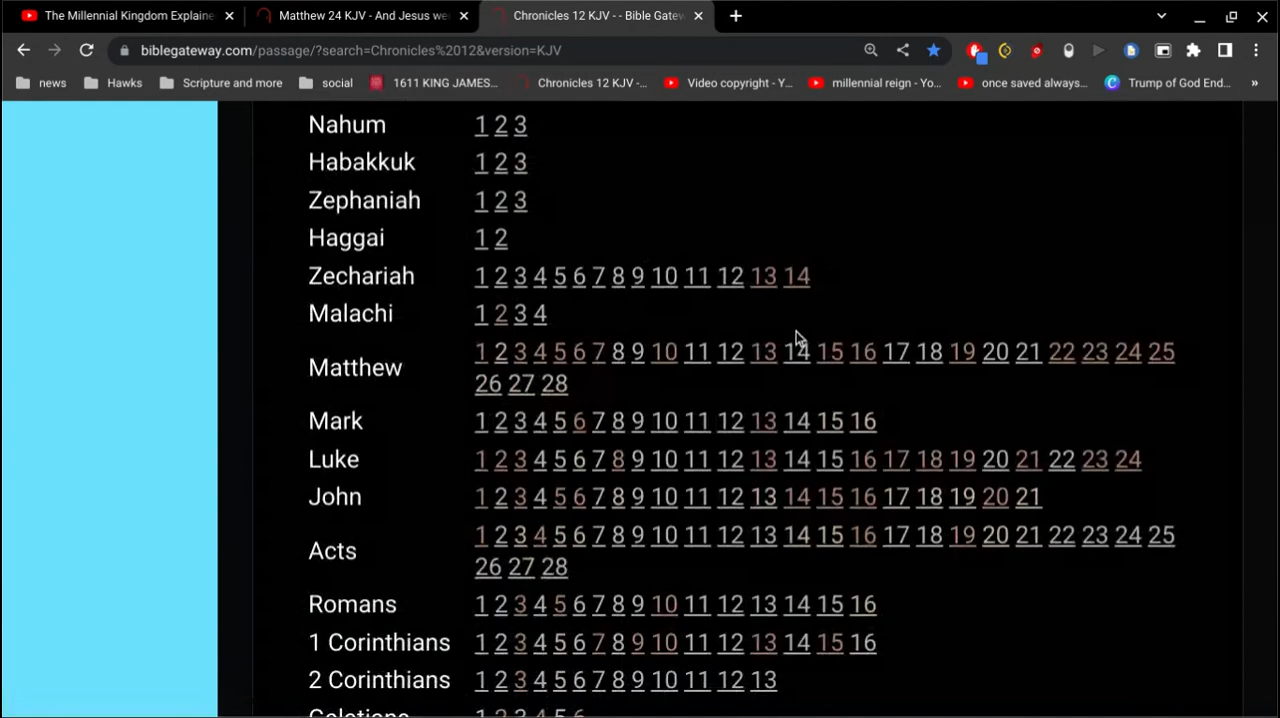 The Millennial Kingdom Explaine
Matthew 24 KJV - And Jesus we
Chronicles 12 KJV - - Bible Gatew
biblegateway.com/passage/?search=Chronicles%2012&version=KJV
news Hawks Scripture and more social 1611 KING JAMES... Chronicles 12 KJV -... Video copyright - Y... millennial reign - Yo... once saved always... Trump of God End... »
Nahum 1 2 3
Habakkuk 1 2 3
Zephaniah 1 2 3
Haggai 1 2
Zechariah 1 2 3 4 5 6 7 8 9 10 11 12 13 14
Malachi 1 2 3 4
Matthew 1 2 3 4 5 6 7 8 9 10 11 12 13 14 15 16 17 18 19 20 21 22 23 24 25
26 27 28
Mark 1 2 3 4 5 6 7 8 9 10 11 12 13 14 15 16
Luke 1 2 3 4 5 6 7 8 9 10 11 12 13 14 15 16 17 18 19 20 21 22 23 24
John 1 2 3 4 5 6 7 8 9 10 11 12 13 14 15 16 17 18 19 20 21
Acts 1 2 3 4 5 6 7 8 9 10 11 12 13 14 15 16 17 18 19 20 21 22 23 24 25
26 27 28
Romans 1 2 3 4 5 6 7 8 9 10 11 12 13 14 15 16
1 Corinthians 1 2 3 4 5 6 7 8 9 10 11 12 13 14 15 16
2 Corinthians 1 2 3 4 5 6 7 8 9 10 11 12 13
Galatians 1 2 3 4 5 6